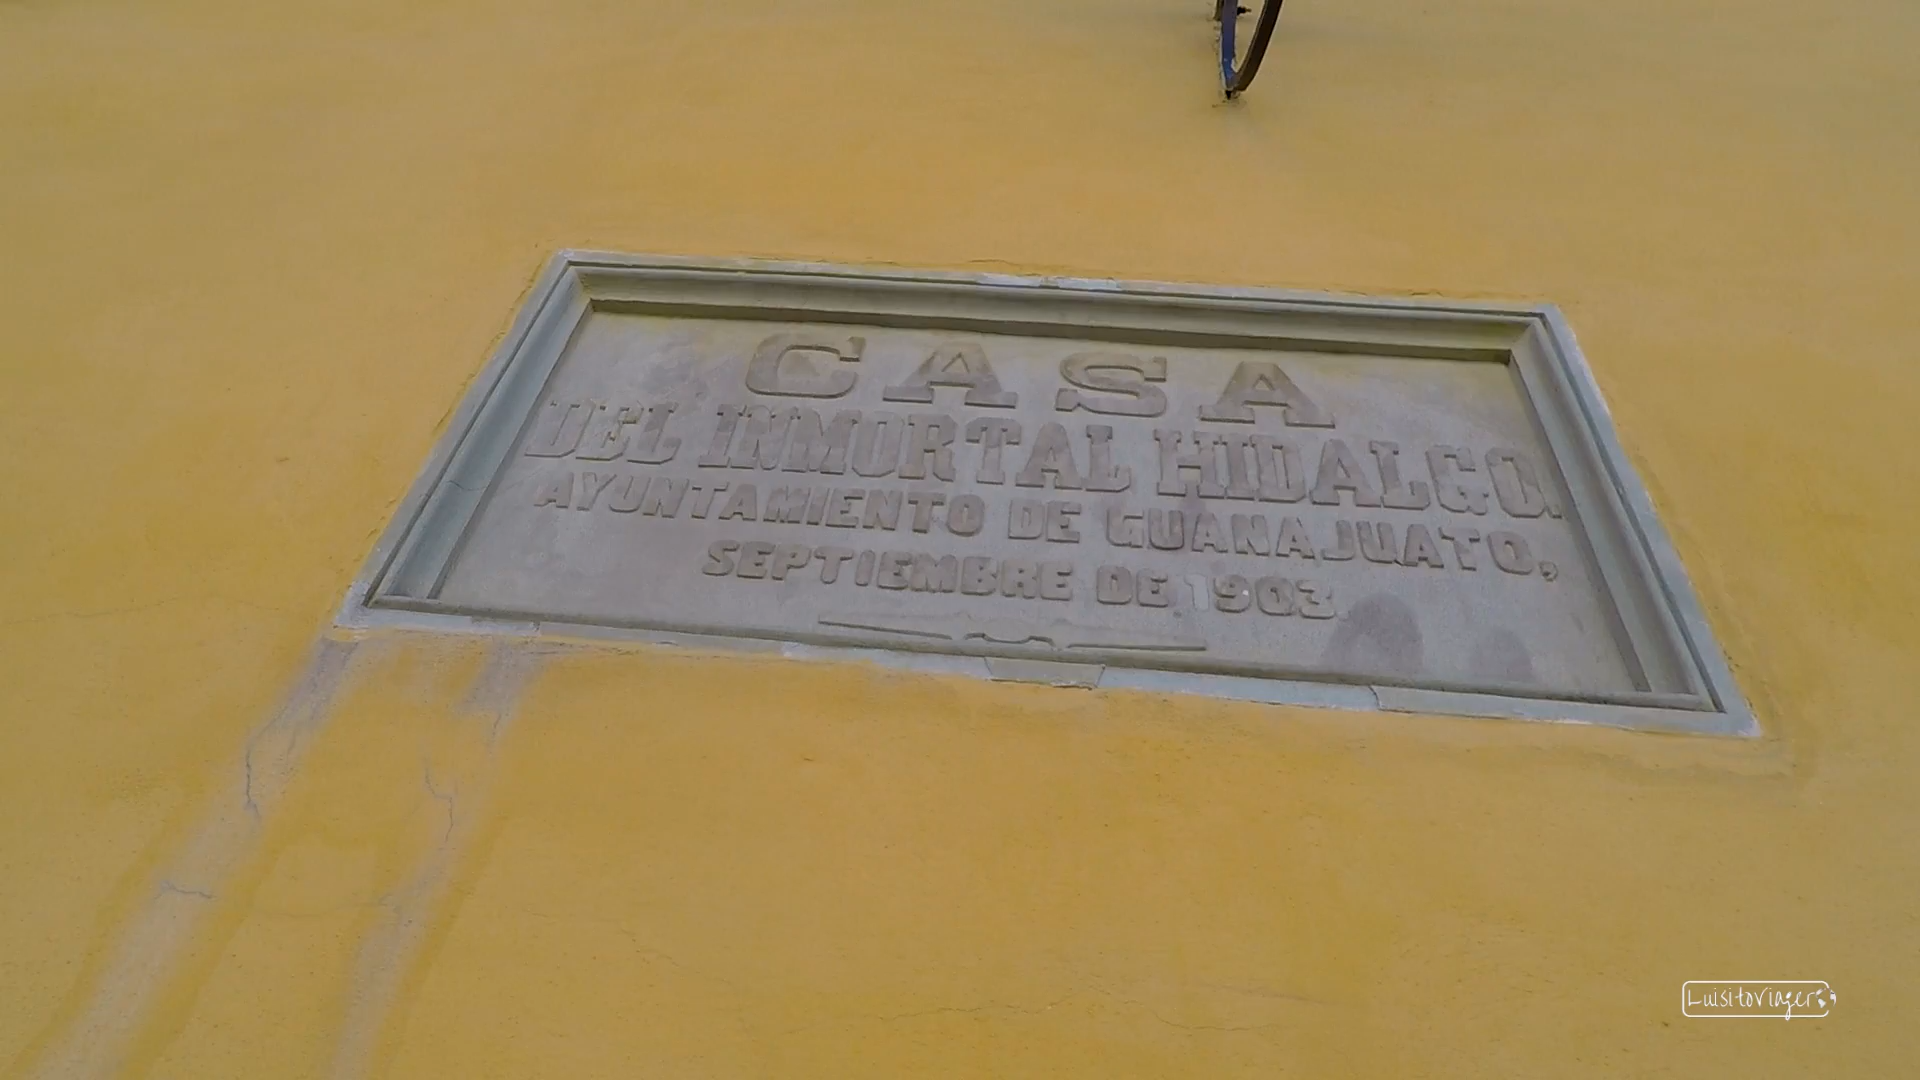 CASA
DEL INMORTAL HIDALGO.
AYUNTAMIENTO DE GUANAJUATO,
SEPTIEMBRE DE 1903
LuisitoViajero